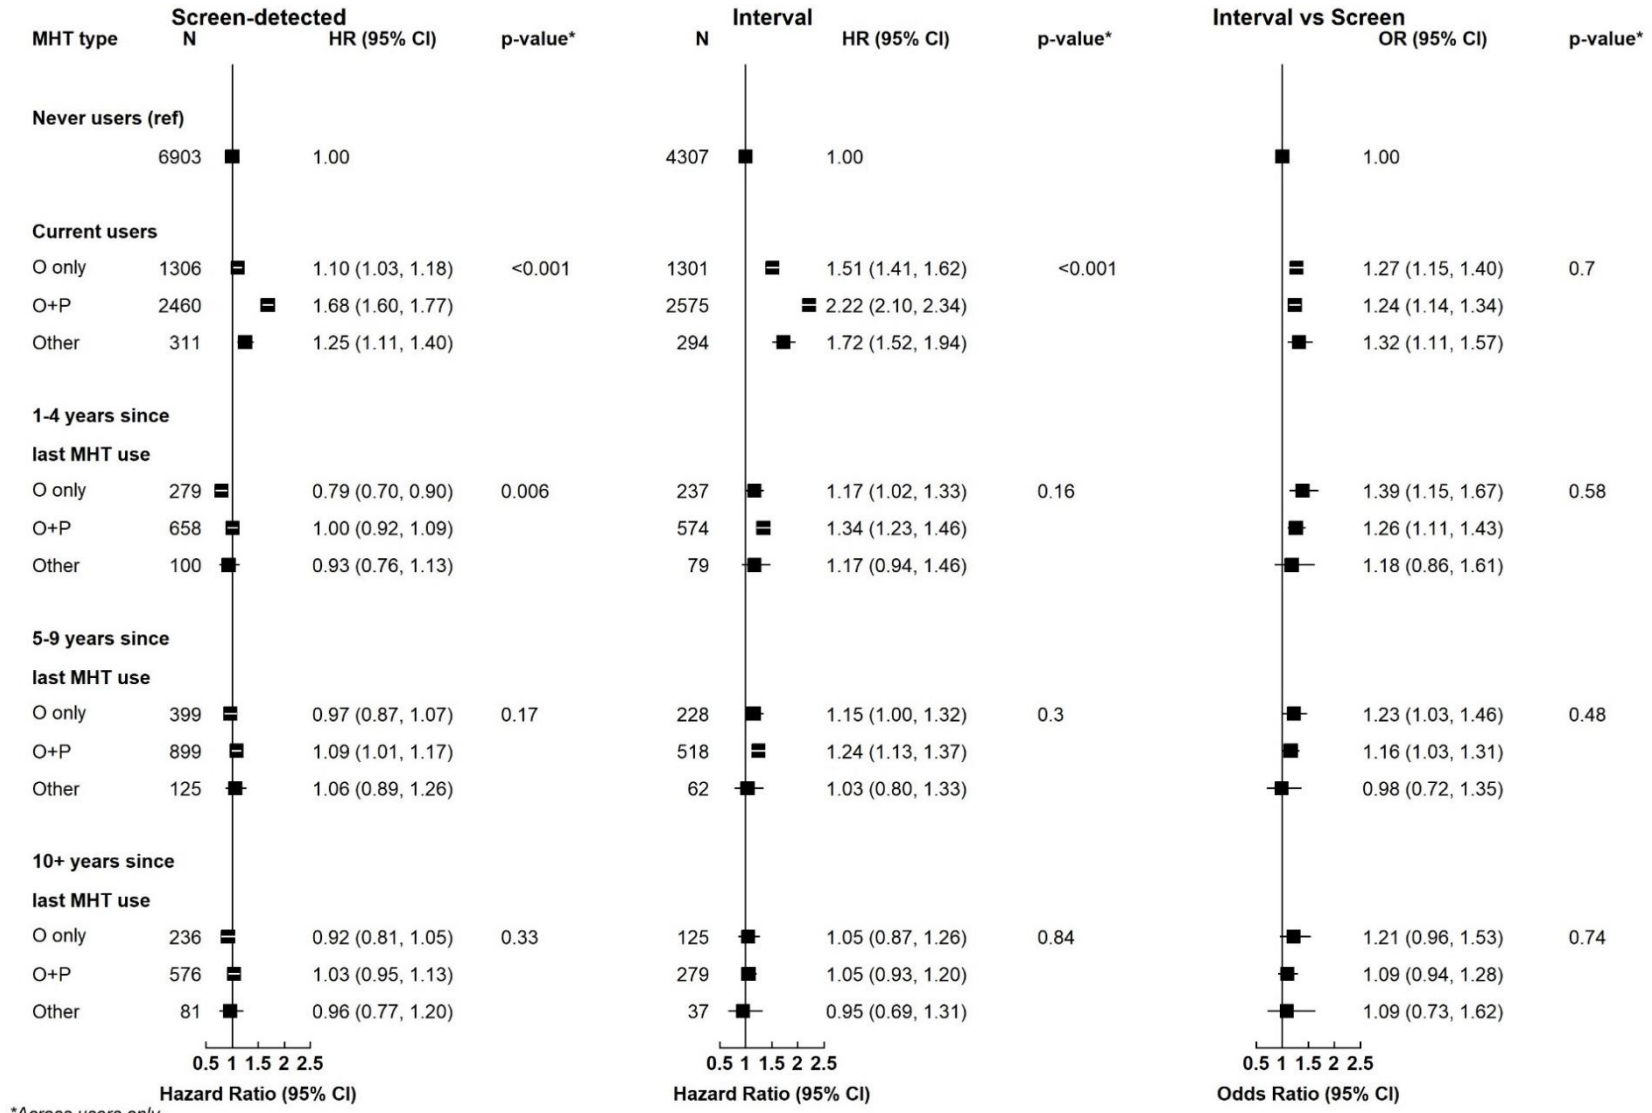 Screen-detected Interval Interval vs Screen
MHT type N HR (95% CI) p-value* N HR (95% CI) p-value* OR (95% CI) p-value*
Never users (ref)
6903 1.00 4307 1.00 1.00
Current users
O only 1306 1.10 (1.03, 1.18) <0.001 1301 1.51 (1.41, 1.62) <0.001 1.27 (1.15, 1.40) 0.7
O+P 2460 1.68 (1.60, 1.77) 2575 2.22 (2.10, 2.34) 1.24 (1.14, 1.34)
Other 311 1.25 (1.11, 1.40) 294 1.72 (1.52, 1.94) 1.32 (1.11, 1.57)
1-4 years since
last MHT use
O only 279 0.79 (0.70, 0.90) 0.006 237 1.17 (1.02, 1.33) 0.16 1.39 (1.15, 1.67) 0.58
O+P 658 1.00 (0.92, 1.09) 574 1.34 (1.23, 1.46) 1.26 (1.11, 1.43)
Other 100 0.93 (0.76, 1.13) 79 1.17 (0.94, 1.46) 1.18 (0.86, 1.61)
5-9 years since
last MHT use
O only 399 0.97 (0.87, 1.07) 0.17 228 1.15 (1.00, 1.32) 0.3 1.23 (1.03, 1.46) 0.48
O+P 899 1.09 (1.01, 1.17) 518 1.24 (1.13, 1.37) 1.16 (1.03, 1.31)
Other 125 1.06 (0.89, 1.26) 62 1.03 (0.80, 1.33) 0.98 (0.72, 1.35)
10+ years since
last MHT use
O only 236 0.92 (0.81, 1.05) 0.33 125 1.05 (0.87, 1.26) 0.84 1.21 (0.96, 1.53) 0.74
O+P 576 1.03 (0.95, 1.13) 279 1.05 (0.93, 1.20) 1.09 (0.94, 1.28)
Other 81 0.96 (0.77, 1.20) 37 0.95 (0.69, 1.31) 1.09 (0.73, 1.62)
0.5 1 1.5 2 2.5 0.5 1 1.5 2 2.5 0.5 1 1.5 2 2.5
Hazard Ratio (95% CI) Hazard Ratio (95% CI) Odds Ratio (95% CI)
*Across users only